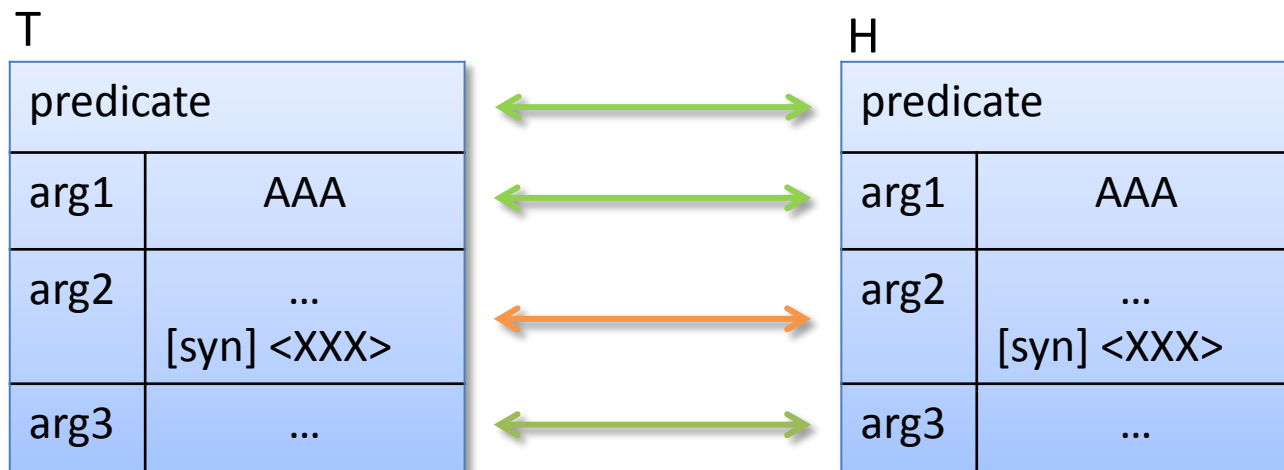 T
predicate
arg1 AAA
arg2 …
[syn] <XXX>
arg3 …
H
predicate
arg1 AAA
arg2 …
[syn] <XXX>
arg3 …